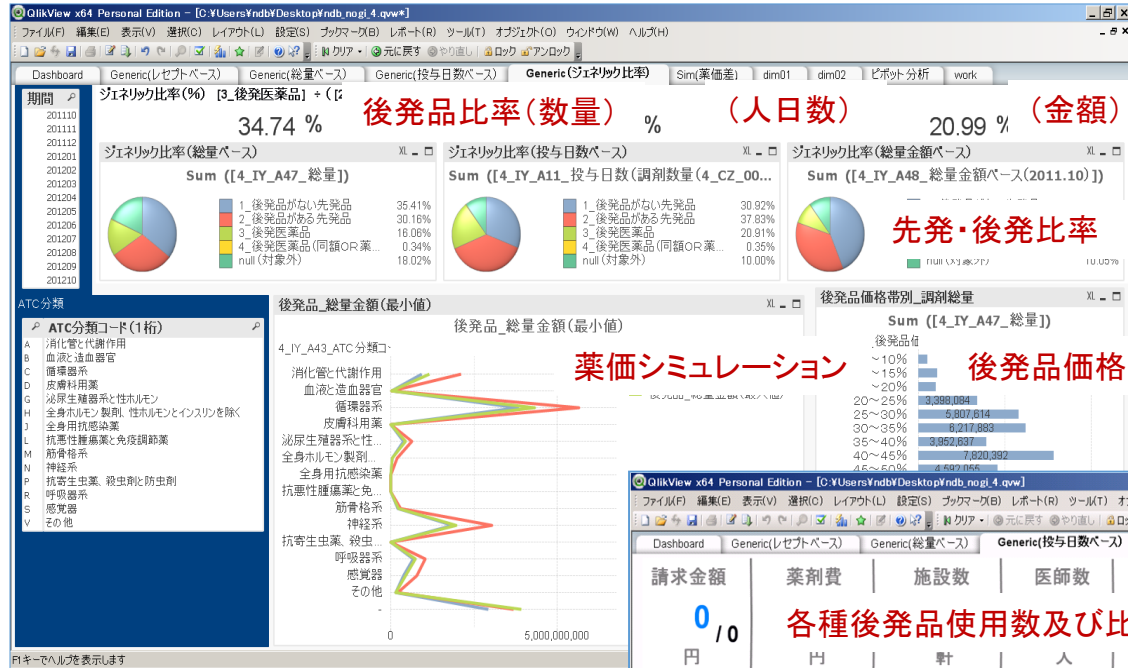 QlikView x64 Personal Edition - [C:¥Users¥ndb¥Desktop¥ndb_nogi_4.qvw*]
ファイル(F) 編集(E) 表示(V) 選択(C) レイアウト(L) 設定(S) ブックマーク(B) レポート(R) ツール(T) オブジェクト(O) ウィンドウ(W) ヘルプ(H)
クリア 元に戻す やり直し ロック アンロック
Dashboard Generic(レセプトベース) Generic(総量ベース) Generic(投与日数ベース) Generic(ジェネリック比率) Sim(薬価差) dim01 dim02 ピボット分析 work
期間
201110
201111
201112
201201
201202
201203
201204
201205
201206
201207
201208
201209
201210
ジェネリック比率(%) [3_後発医薬品] ÷ ([2
34.74 % 後発品比率(数量) % (人日数) 20.99 % (金額)
ジェネリック比率(総量ベース) XL
Sum ([4_IY_A47_総量])
1_後発品がない先発品 35.41%
2_後発品がある先発品 30.16%
3_後発医薬品 16.06%
4_後発医薬品(同額OR薬... 0.34%
null(対象外) 18.02%
ジェネリック比率(投与日数ベース) XL
Sum ([4_IY_A11_投与日数(調剤数量(4_CZ_00...
1_後発品がない先発品 30.92%
2_後発品がある先発品 37.83%
3_後発医薬品 20.91%
4_後発医薬品(同額OR薬... 0.35%
null(対象外) 10.00%
ジェネリック比率(総量金額ベース) XL
Sum ([4_IY_A48_総量金額ベース(2011.10)])
先発・後発比率
null(対象外) 10.05%
ATC分類
ATC分類コード(1桁)
A 消化管と代謝作用
B 血液と造血器官
C 循環器系
D 皮膚科用薬
G 泌尿生殖器系と性ホルモン
H 全身ホルモン製剤、性ホルモンとインスリンを除く
J 全身用抗感染薬
L 抗悪性腫瘍薬と免疫調節薬
M 筋骨格系
N 神経系
P 抗寄生虫薬、殺虫剤と防虫剤
R 呼吸器系
S 感覚器
V その他
後発品_総量金額(最小値) XL
後発品_総量金額(最小値)
4_IY_A43_ATC分類コ
消化管と代謝作用
血液と造血器官
循環器系
皮膚科用薬
泌尿生殖器系と性...
全身ホルモン製剤...
全身用抗感染薬
抗悪性腫瘍薬と免...
筋骨格系
神経系
抗寄生虫薬、殺虫...
呼吸器系
感覚器
その他
-
0 5,000,000,000
薬価シミュレーション
後発品価格帯別_調剤総量 XL
Sum ([4_IY_A47_総量])
後発品価
~10%
~15%
~20%
20~25% 3,398,084
25~30% 5,807,614
30~35% 6,217,883
35~40% 3,952,637
40~45% 7,820,392
45~50% 4,592,055
後発品価格
QlikView x64 Personal Edition - [C:¥Users¥ndb¥Desktop¥ndb_nogi_4.qvw]
ファイル(F) 編集(E) 表示(V) 選択(C) レイアウト(L) 設定(S) ブックマーク(B) レポート(R) ツール(T)
クリア 元に戻す やり直し
Dashboard Generic(レセプトベース) Generic(総量ベース) Generic(投与日数ベース)
請求金額 薬剤費 施設数 医師数
0 / 0
各種後発品使用数及び比
円 円 軒 人
F1キーでヘルプを表示します